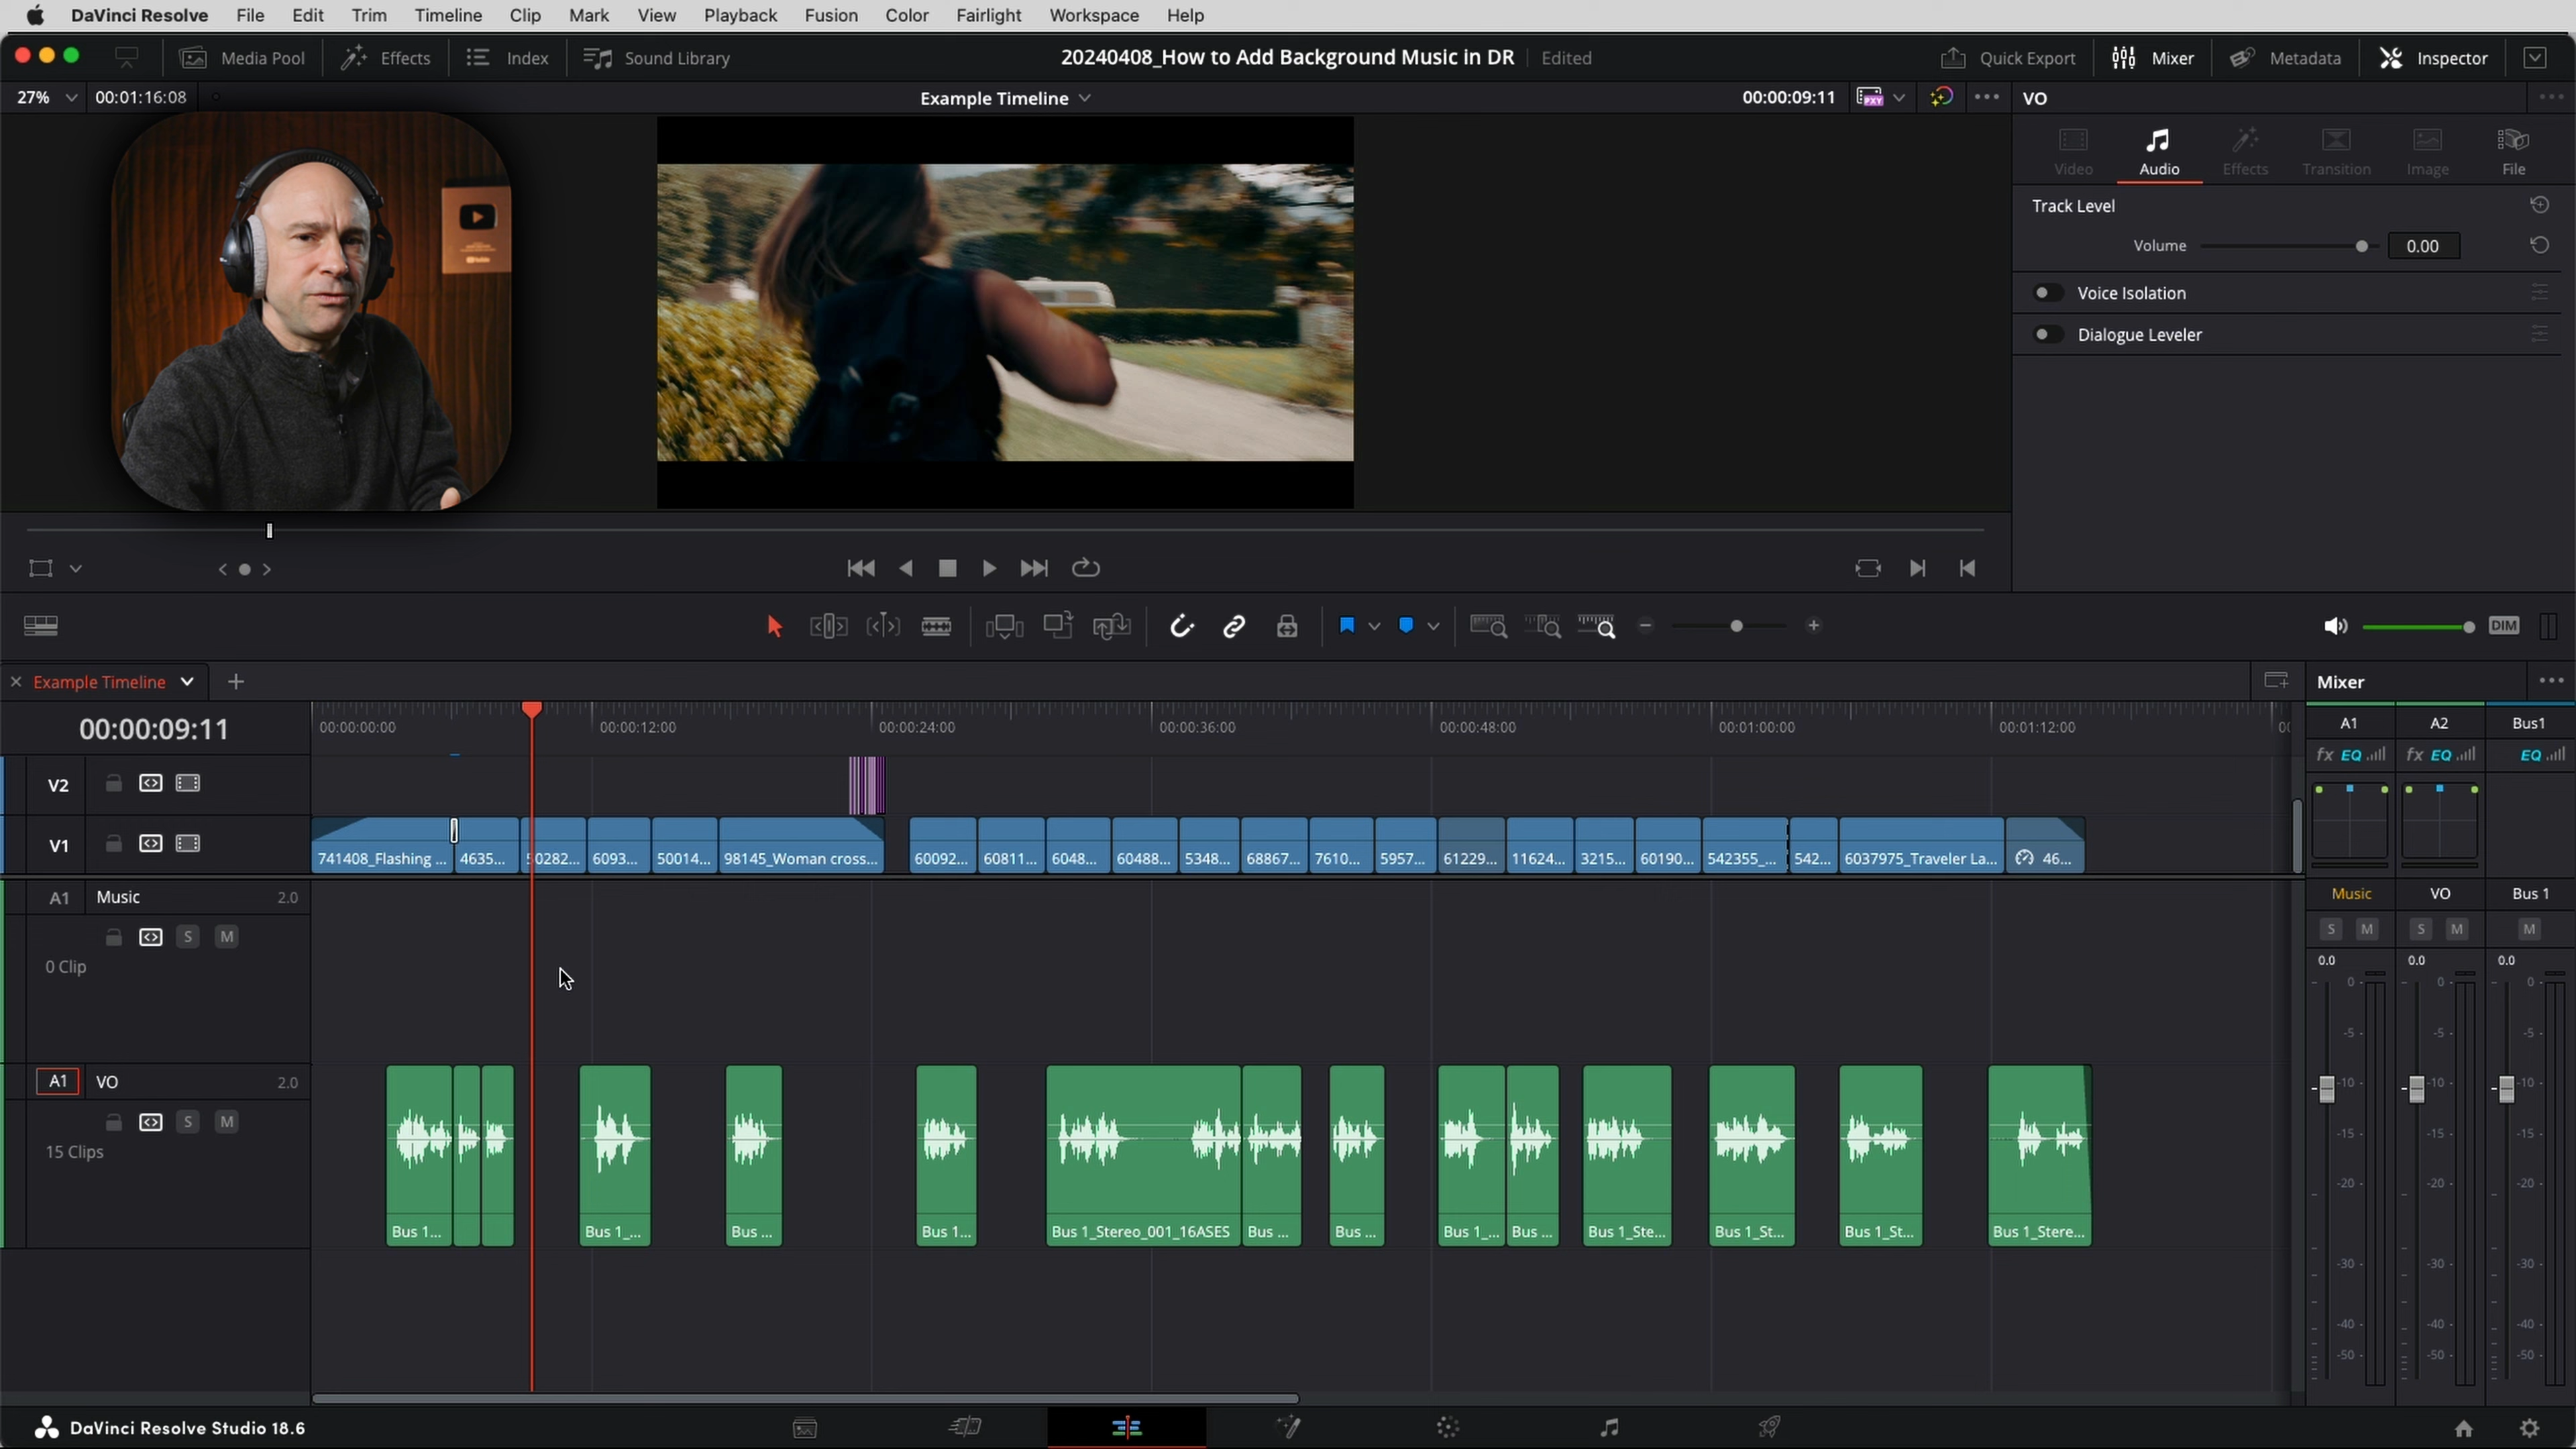 DaVinci Resolve File Edit Trim Timeline Clip Mark View Playback Fusion Color Fairlight Workspace Help
Media Pool Effects Index Sound Library 20240408_How to Add Background Music in DR Edited Quick Export Mixer Metadata Inspector
27% 00:01:16:08 Example Timeline 00:00:09:11 PXY VO
Video Audio Effects Transition Image File
Track Level
Volume 0.00
Voice Isolation
Dialogue Leveler
DIM
Example Timeline Mixer
00:00:09:11 00:00:00:00 00:00:12:00 00:00:24:00 00:00:36:00 00:00:48:00 00:01:00:00 00:01:12:00 00
A1 A2 Bus1
fx EQ fx EQ EQ
V2
V1 741408_Flashing ... 4635... 50282... 6093... 50014... 98145_Woman cross... 60092... 60811... 6048... 60488... 5348... 68867... 7610... 5957... 61229... 11624... 3215... 60190... 542355_... 542... 6037975_Traveler La... 46...
A1 Music 2.0
S M
0 Clip
Music VO Bus 1
S M S M M
0.0 0.0 0.0
0 0 0
-5 -5 -5
-10 -10 -10
-15 -15 -15
-20 -20 -20
-30 -30 -30
-40 -40 -40
-50 -50 -50
A1 VO 2.0
S M
15 Clips
Bus 1... Bus 1_... Bus ... Bus 1... Bus 1_Stereo_001_16ASES Bus ... Bus ... Bus 1_... Bus ... Bus 1_Ste... Bus 1_St... Bus 1_St... Bus 1_Stere...
DaVinci Resolve Studio 18.6